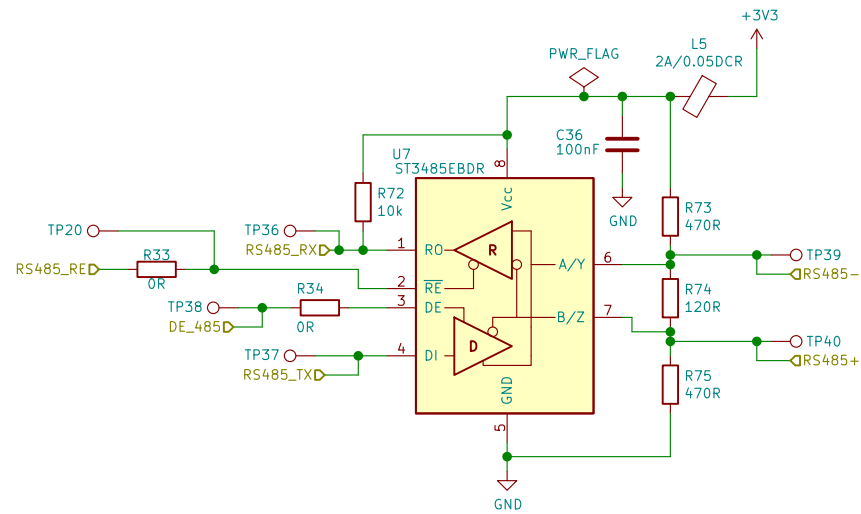 +3V3
L5
2A/0.05DCR
PWR_FLAG
C36
100nF
GND
U7
ST3485EBDR
8
Vcc
R72
10k
R73
470R
TP20
TP36
RS485_RX
1
RO
R
A/Y
6
TP39
RS485-
RS485_RE
R33
0R
2
RE
R74
120R
R34
0R
3
DE
TP38
DE_485
B/Z
7
TP40
RS485+
TP37
RS485_TX
4
DI
D
R75
470R
GND
5
GND